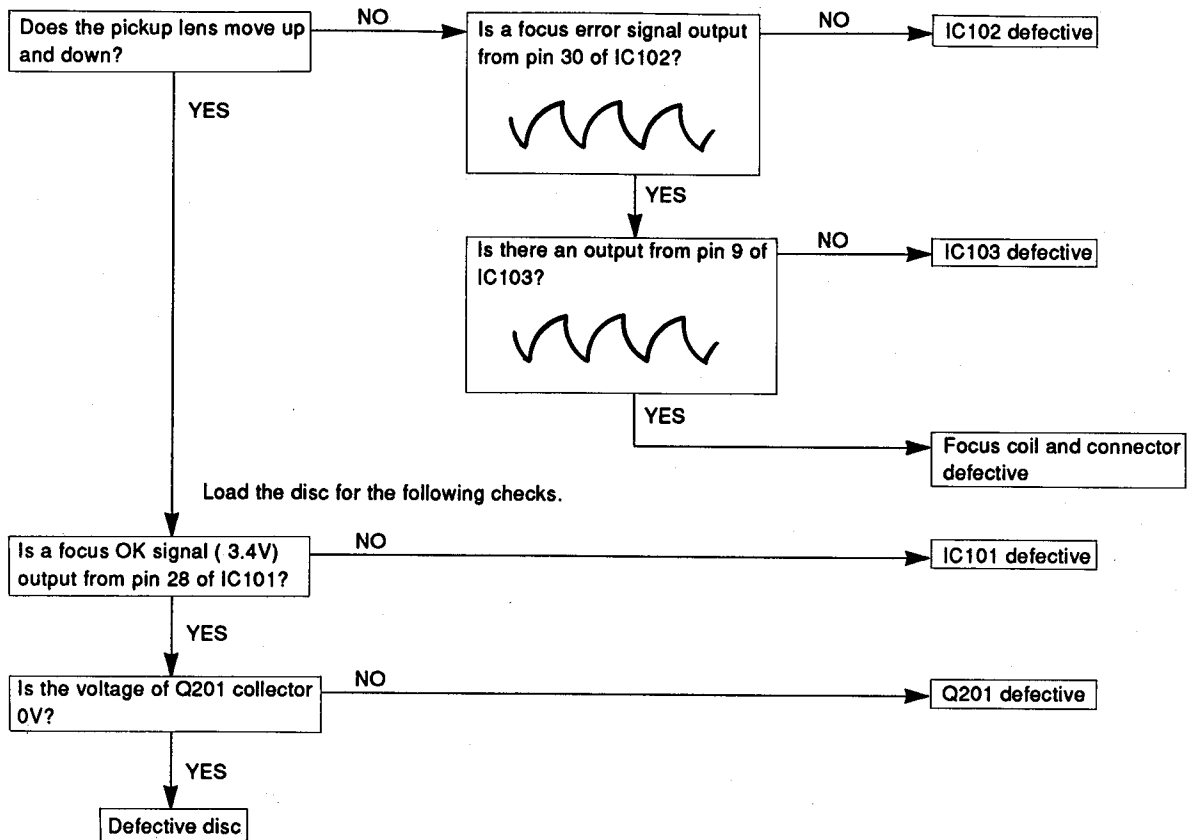 Does the pickup lens move up
and down?
NO
Is a focus error signal output
from pin 30 of IC102?
NO
IC102 defective
YES
YES
Is there an output from pin 9 of
IC103?
NO
IC103 defective
YES
Focus coil and connector
defective
Load the disc for the following checks.
Is a focus OK signal ( 3.4V)
output from pin 28 of IC101?
NO
IC101 defective
YES
Is the voltage of Q201 collector
0V?
NO
Q201 defective
YES
Defective disc